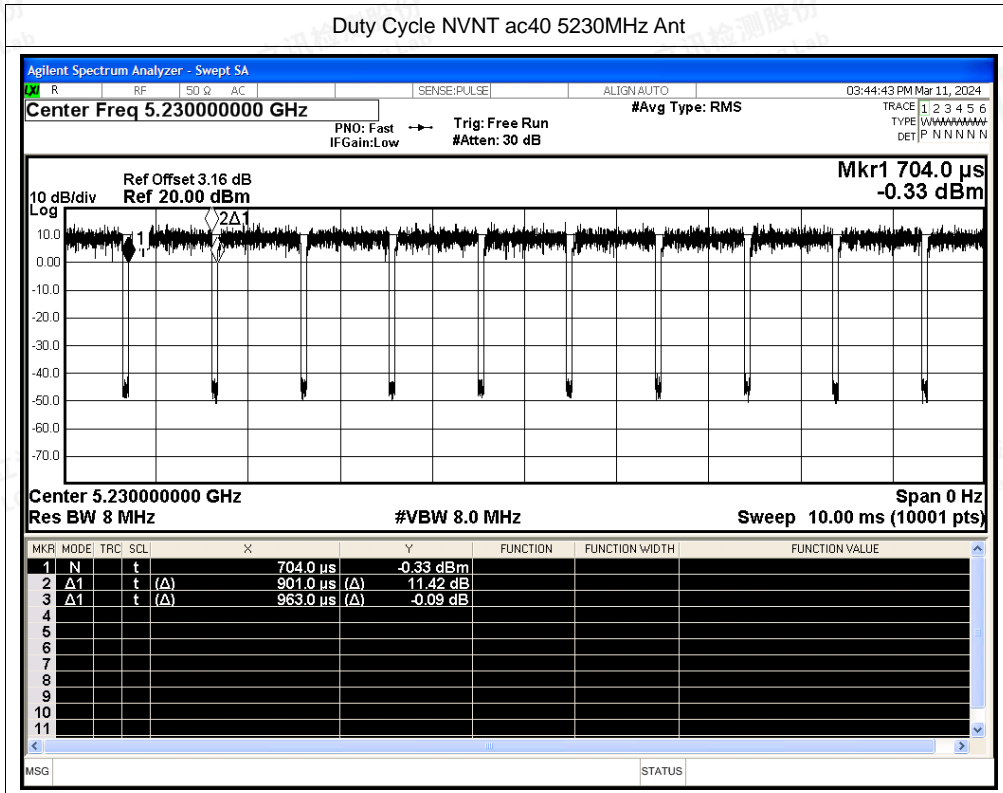 Duty Cycle NVNT ac40 5230MHz Ant
Agilent Spectrum Analyzer - Swept SA
LXI R RF 50 Ω AC SENSE:PULSE ALIGN AUTO 03:44:43 PM Mar 11, 2024
Center Freq 5.230000000 GHz #Avg Type: RMS TRACE 1 2 3 4 5 6
PNO: Fast Trig: Free Run TYPE WWWWWW
IFGain:Low #Atten: 30 dB DET P N N N N N
Mkr1 704.0 µs
Ref Offset 3.16 dB
10 dB/div Ref 20.00 dBm -0.33 dBm
Log
2Δ1
10.0
1
0.00
-10.0
-20.0
-30.0
-40.0
-50.0
-60.0
-70.0
Center 5.230000000 GHz Span 0 Hz
Res BW 8 MHz #VBW 8.0 MHz Sweep 10.00 ms (10001 pts)
MKR MODE TRC SCL X Y FUNCTION FUNCTION WIDTH FUNCTION VALUE
1 N t 704.0 µs -0.33 dBm
2 Δ1 t (Δ) 901.0 µs (Δ) 11.42 dB
3 Δ1 t (Δ) 963.0 µs (Δ) -0.09 dB
4
5
6
7
8
9
10
11
MSG STATUS